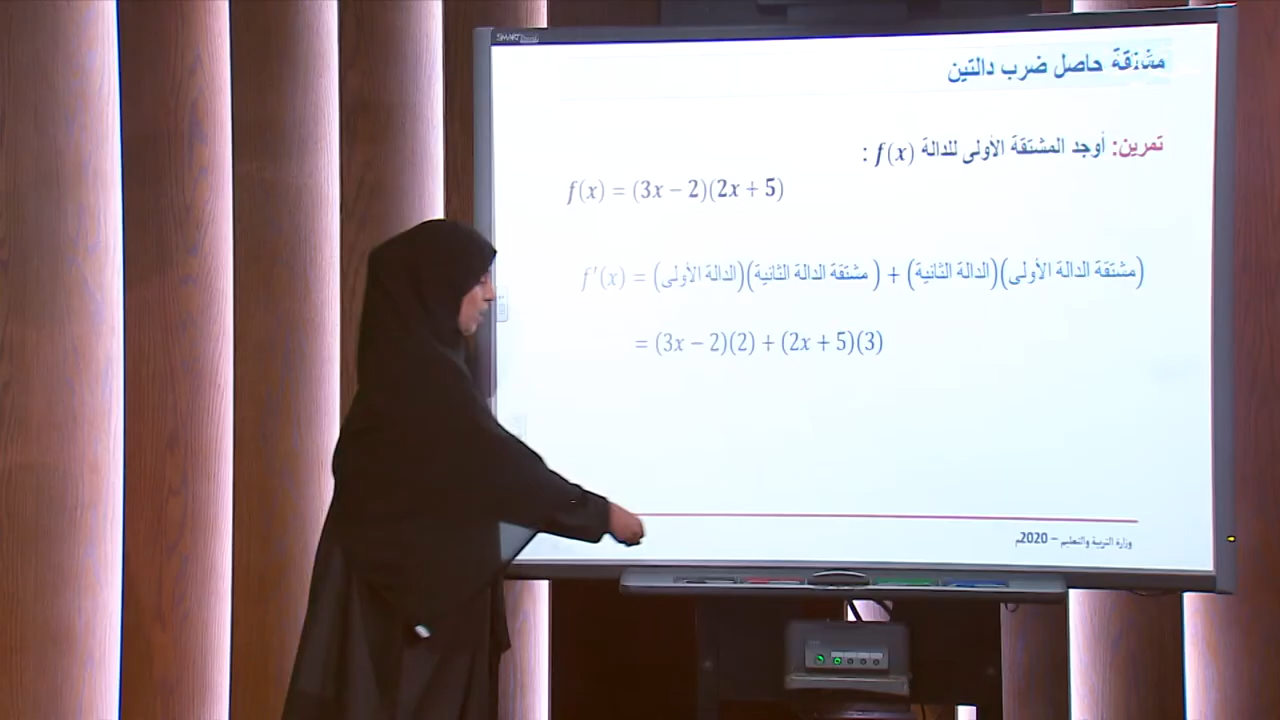 SMART
مشتقة حاصل ضرب دالتين
تمرين: أوجد المشتقة الأولى للدالة f(x) :
f(x) = (3x − 2)(2x + 5)
f'(x) = (الدالة الأولى)(مشتقة الدالة الثانية) + (الدالة الثانية)(مشتقة الدالة الأولى)
= (3x − 2)(2) + (2x + 5)(3)
وزارة التربية والتعليم – 2020م